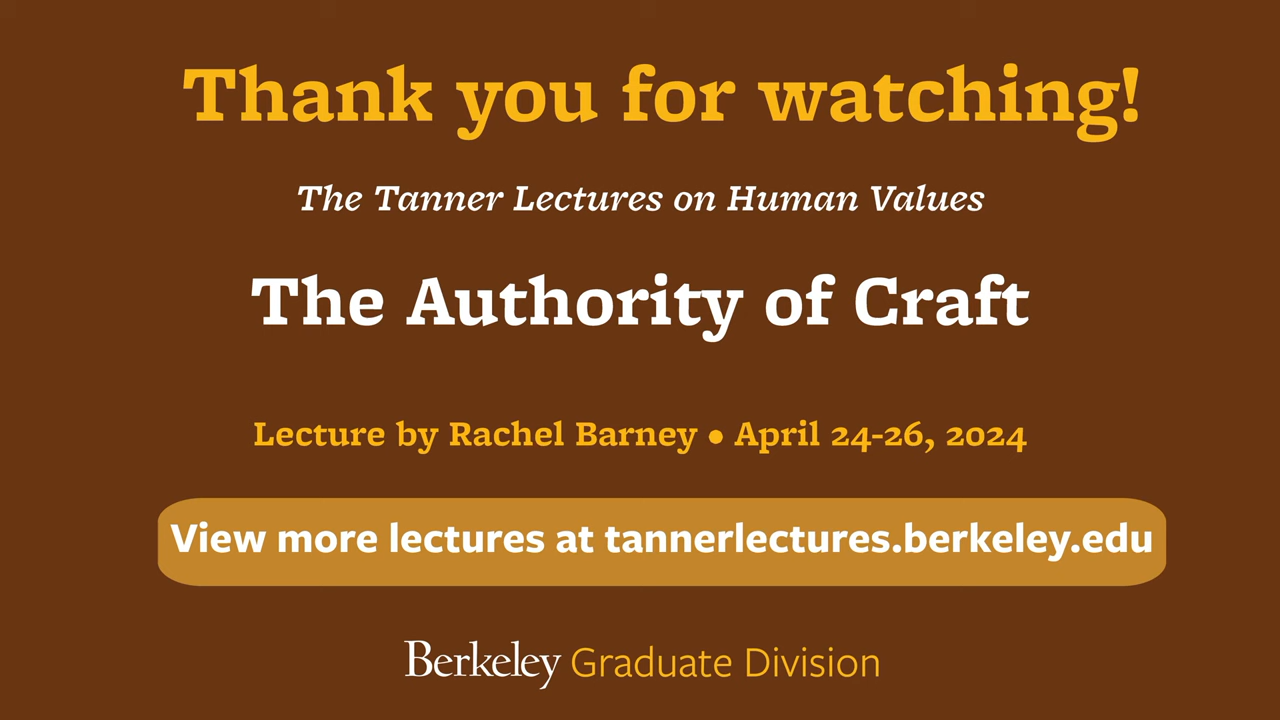 Thank you for watching!
The Tanner Lectures on Human Values
The Authority of Craft
Lecture by Rachel Barney • April 24-26, 2024
View more lectures at tannerlectures.berkeley.edu
Berkeley Graduate Division